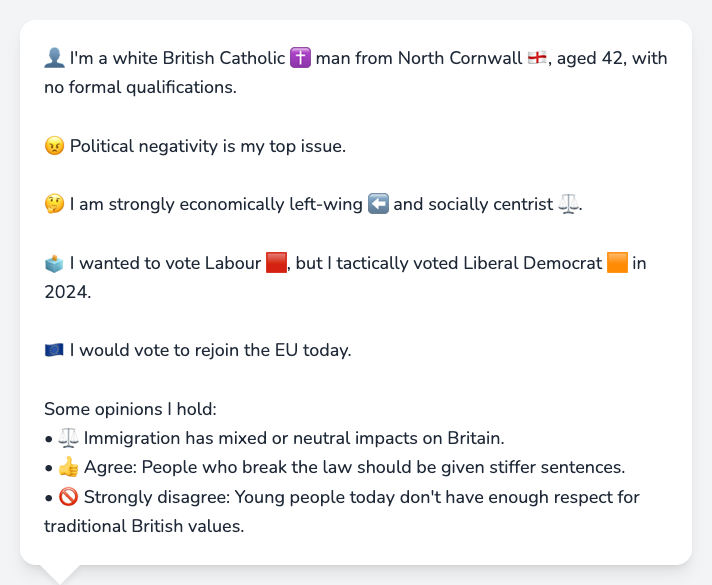 👤 I'm a white British Catholic ✝️ man from North Cornwall 🏴󠁧󠁢󠁥󠁮󠁧󠁿, aged 42, with
no formal qualifications.
😠 Political negativity is my top issue.
🤔 I am strongly economically left-wing ⬅️ and socially centrist ⚖️.
🗳️ I wanted to vote Labour 🟥, but I tactically voted Liberal Democrat 🟧 in
2024.
🇪🇺 I would vote to rejoin the EU today.
Some opinions I hold:
• ⚖️ Immigration has mixed or neutral impacts on Britain.
• 👍 Agree: People who break the law should be given stiffer sentences.
• 🚫 Strongly disagree: Young people today don't have enough respect for
traditional British values.